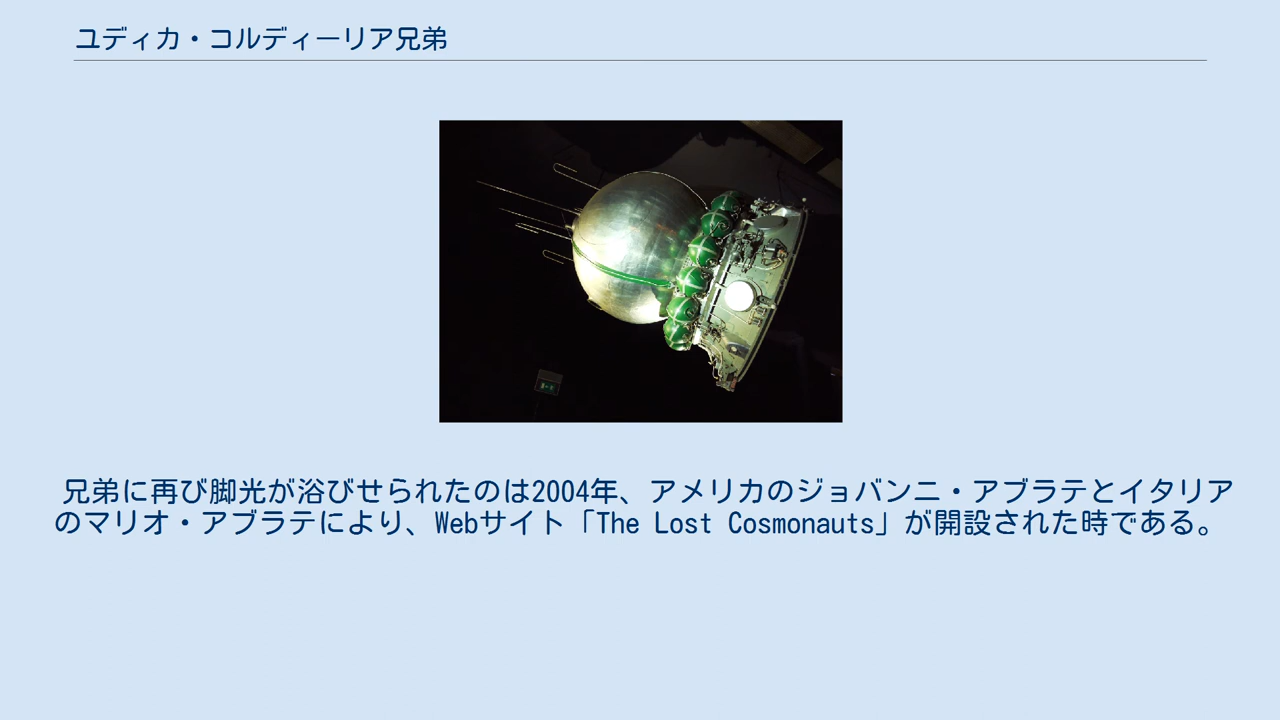 ユディカ・コルディーリア兄弟
兄弟に再び脚光が浴びせられたのは2004年、アメリカのジョバンニ・アブラテとイタリア
のマリオ・アブラテにより、Webサイト「The Lost Cosmonauts」が開設された時である。